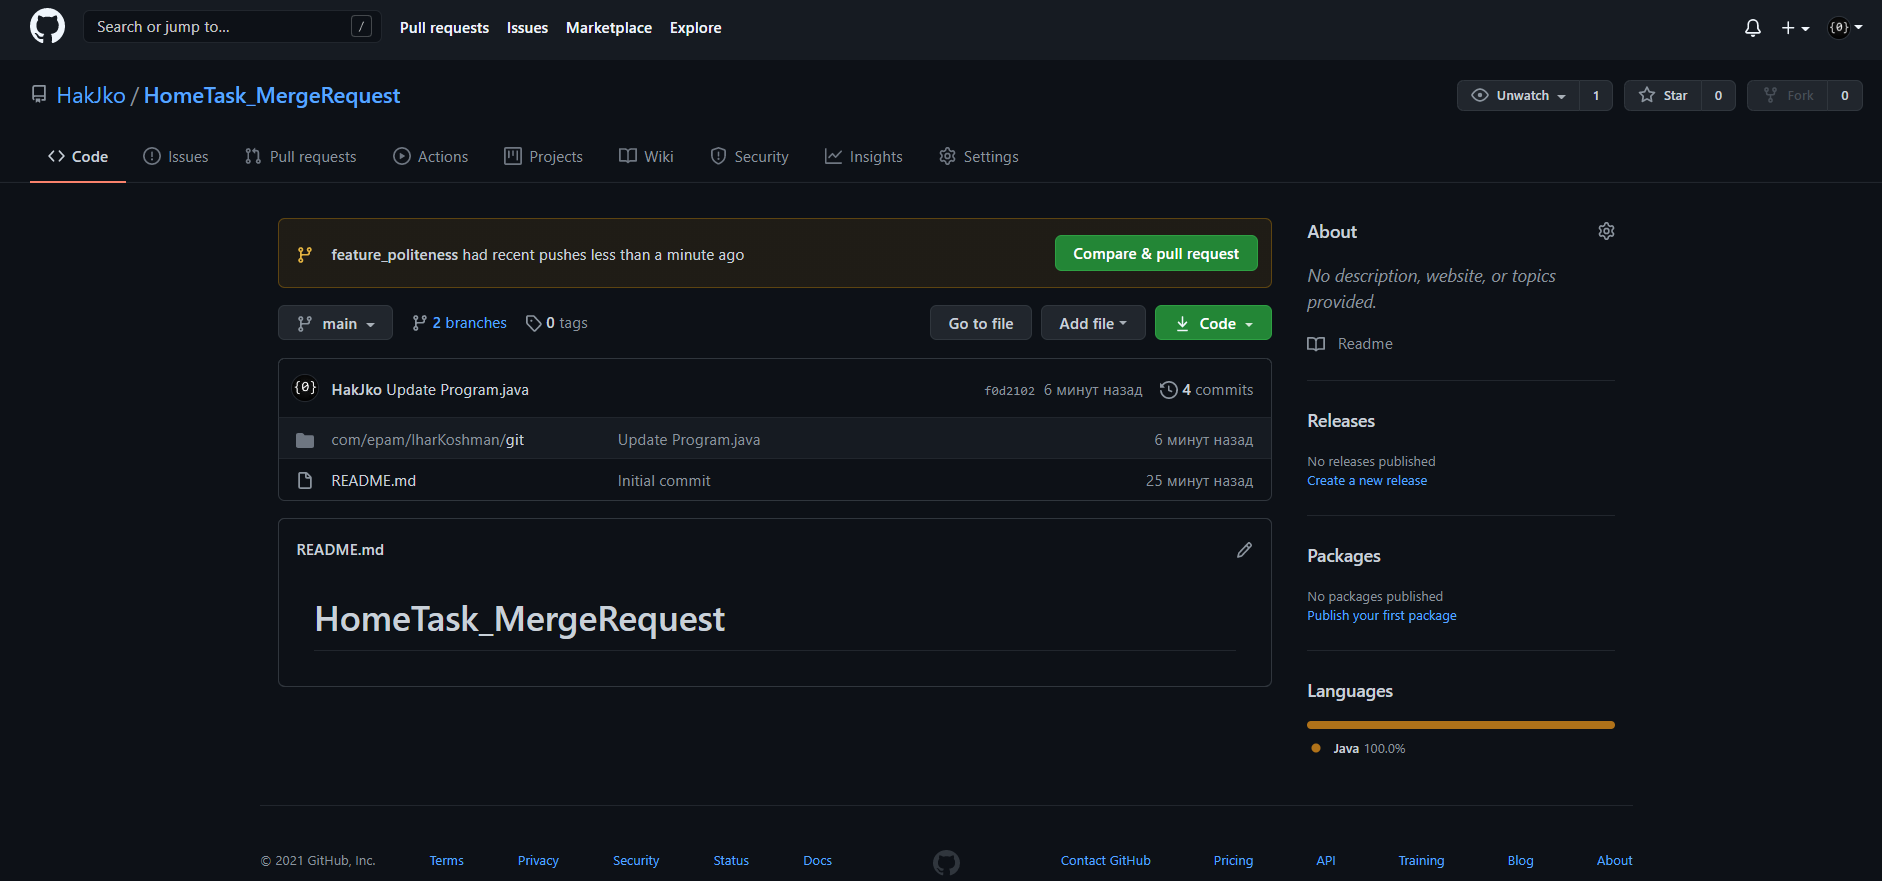 Search or jump to... /
Pull requests Issues Marketplace Explore
{0}
HakJko / HomeTask_MergeRequest
Unwatch 1 Star 0 Fork 0
Code Issues Pull requests Actions Projects Wiki Security Insights Settings
feature_politeness had recent pushes less than a minute ago
Compare & pull request
main 2 branches 0 tags
Go to file Add file Code
{0} HakJko Update Program.java f0d2102 6 минут назад 4 commits
com/epam/IharKoshman/git Update Program.java 6 минут назад
README.md Initial commit 25 минут назад
README.md
HomeTask_MergeRequest
About
No description, website, or topics
provided.
Readme
Releases
No releases published
Create a new release
Packages
No packages published
Publish your first package
Languages
Java 100.0%
© 2021 GitHub, Inc. Terms Privacy Security Status Docs Contact GitHub Pricing API Training Blog About